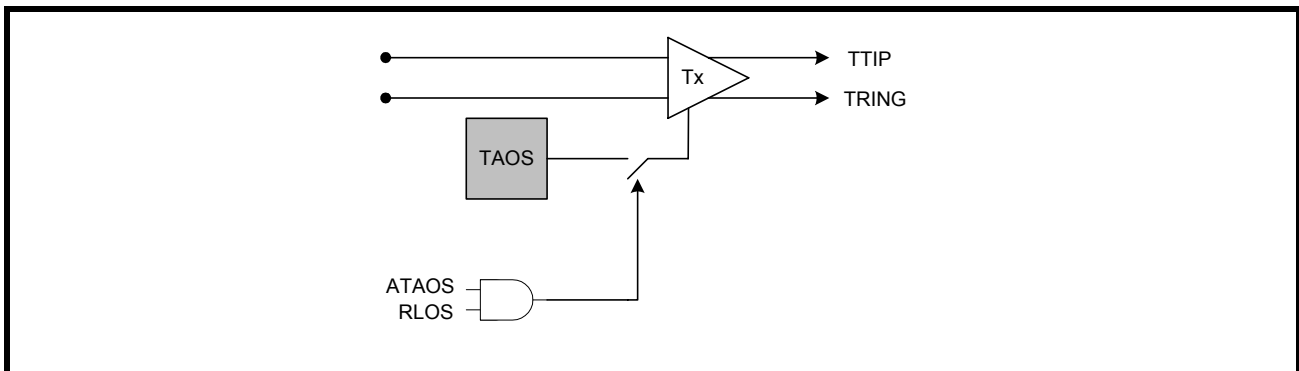 TTIP
Tx
TRING
TAOS
ATAOS
RLOS